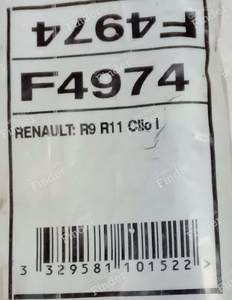 F4974
F4974
RENAULT: R9 R11 Clio I
3 329581 101522 >